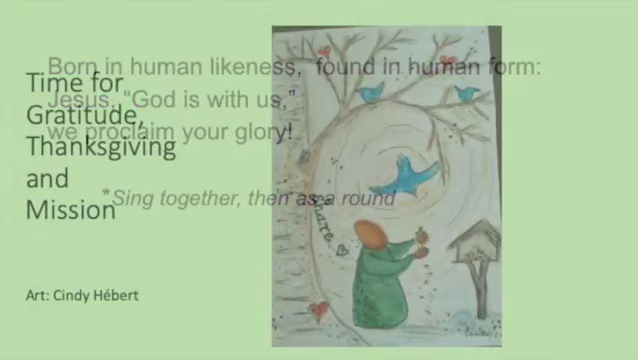 Born in human likeness, found in human form:
Jesus, “God is with us,”
we proclaim your glory!
*Sing together, then as a round
Time for
Gratitude,
Thanksgiving
and
Mission
Art: Cindy Hébert
Share